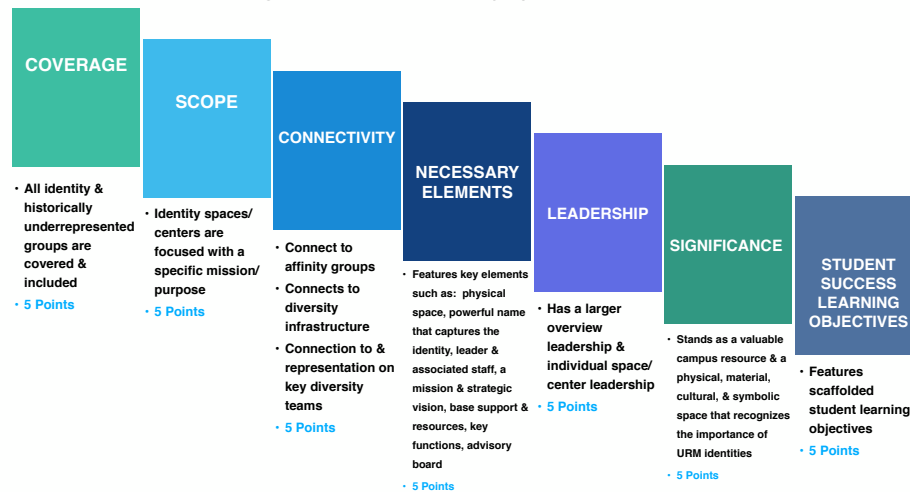 COVERAGE
• All identity &
historically
underrepresented
groups are
covered &
included
• 5 Points
SCOPE
• Identity spaces/
centers are
focused with a
specific mission/
purpose
• 5 Points
CONNECTIVITY
• Connect to
affinity groups
• Connects to
diversity
infrastructure
• Connection to &
representation on
key diversity
teams
• 5 Points
NECESSARY
ELEMENTS
• Features key elements
such as: physical
space, powerful name
that captures the
identity, leader &
associated staff, a
mission & strategic
vision, base support &
resources, key
functions, advisory
board
• 5 Points
LEADERSHIP
• Has a larger
overview
leadership &
individual space/
center leadership
• 5 Points
SIGNIFICANCE
• Stands as a valuable
campus resource & a
physical, material,
cultural, & symbolic
space that recognizes
the importance of
URM identities
• 5 Points
STUDENT
SUCCESS
LEARNING
OBJECTIVES
• Features
scaffolded
student learning
objectives
• 5 Points